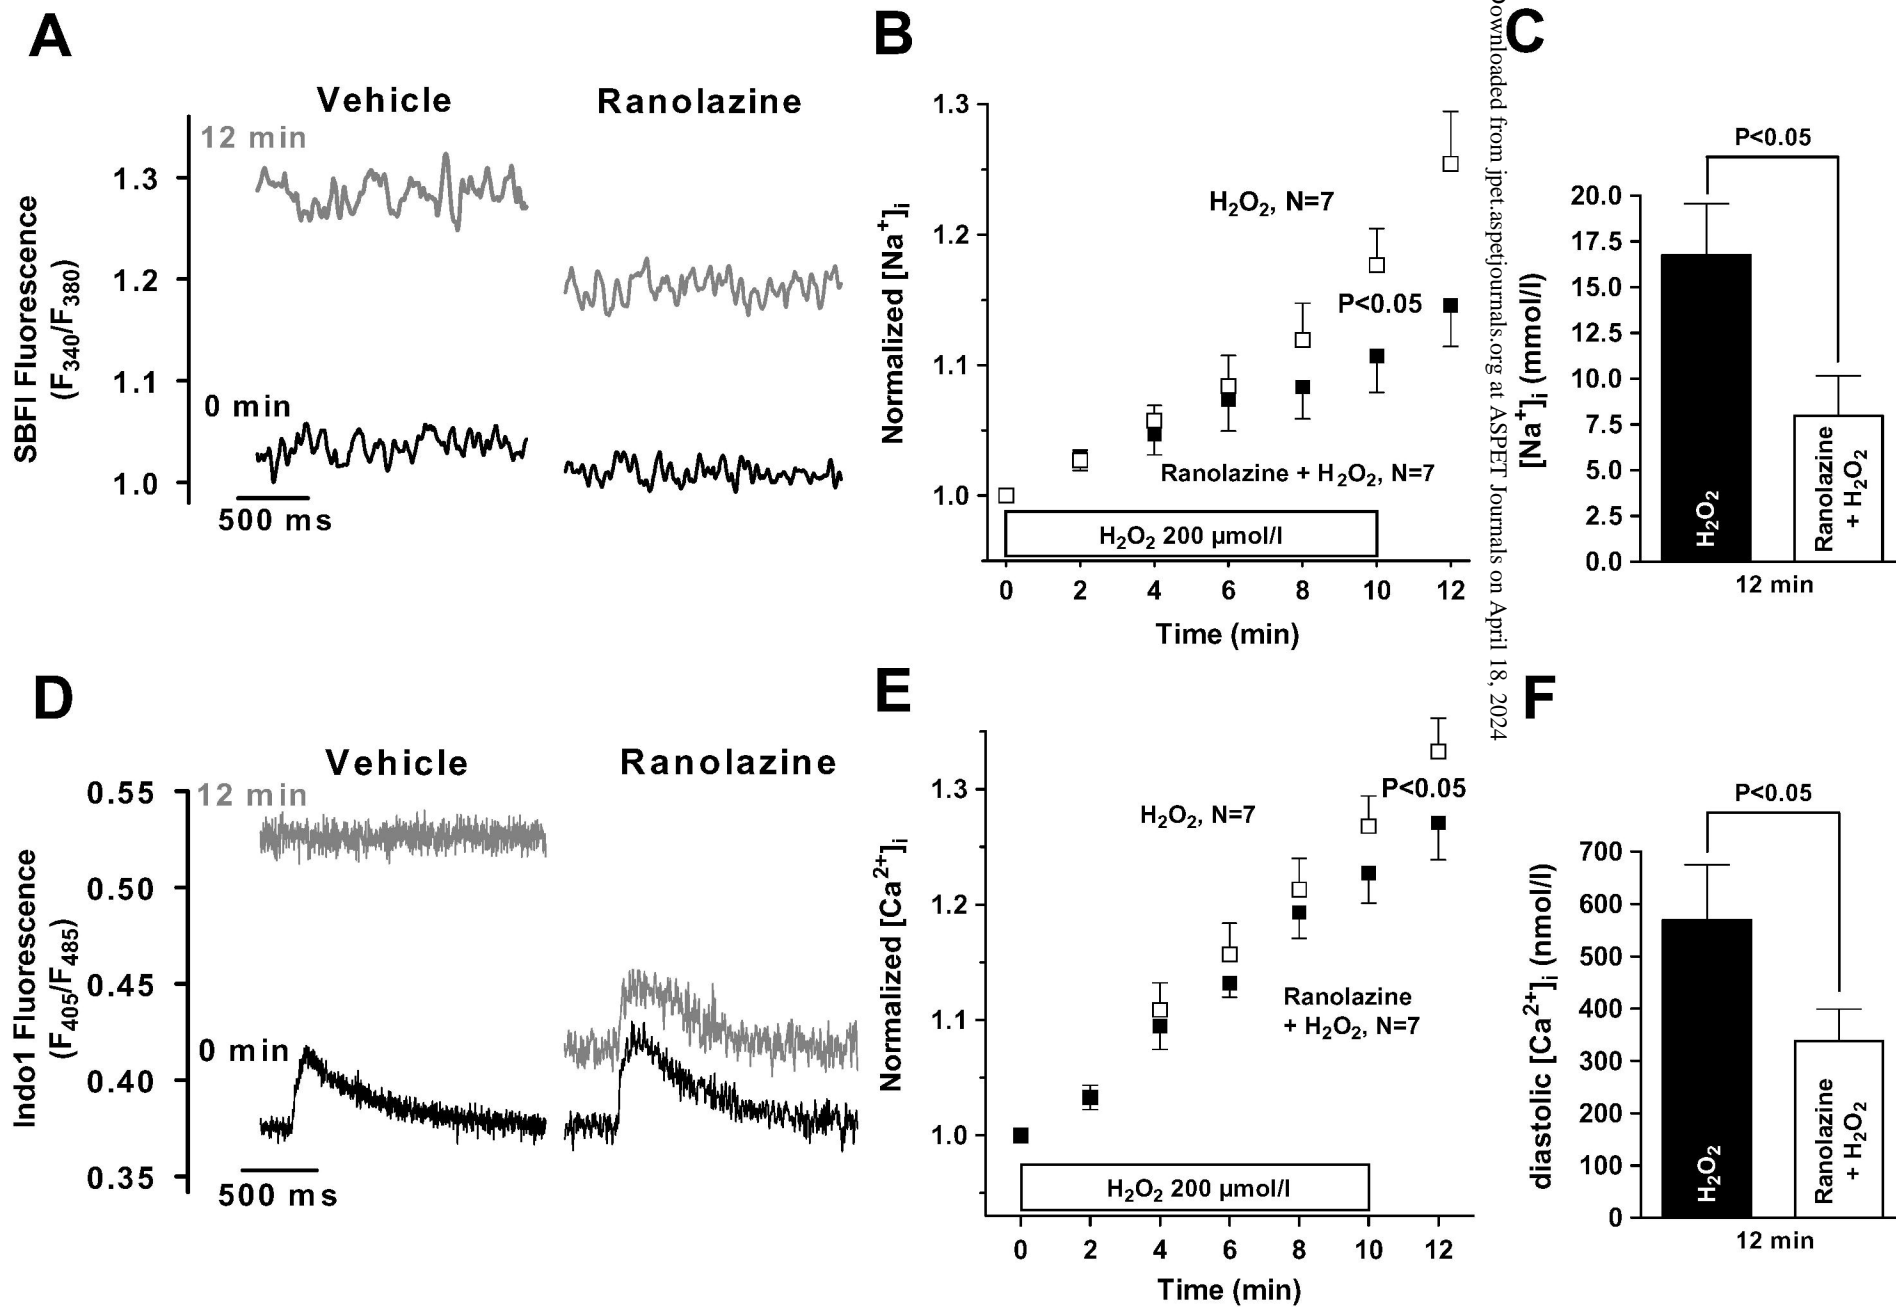 A
Vehicle
Ranolazine
12 min
1.3
1.2
1.1
1.0
0 min
500 ms
SBFI Fluorescence
(F340/F380)
B
1.3
1.2
1.1
1.0
Normalized [Na+]i
H2O2, N=7
P<0.05
Ranolazine + H2O2, N=7
H2O2 200 µmol/l
0 2 4 6 8 10 12
Time (min)
Downloaded from jpet.aspetjournals.org at ASPET Journals on April 18, 2024
C
P<0.05
20.0
17.5
15.0
12.5
10.0
7.5
5.0
2.5
0.0
[Na+]i (mmol/l)
H2O2
Ranolazine
+ H2O2
12 min
D
Vehicle
Ranolazine
0.55
0.50
0.45
0.40
0.35
12 min
0 min
500 ms
Indo1 Fluorescence
(F405/F485)
E
1.3
1.2
1.1
1.0
Normalized [Ca2+]i
H2O2, N=7
P<0.05
Ranolazine
+ H2O2, N=7
H2O2 200 µmol/l
0 2 4 6 8 10 12
Time (min)
F
P<0.05
700
600
500
400
300
200
100
0
diastolic [Ca2+]i (nmol/l)
H2O2
Ranolazine
+ H2O2
12 min